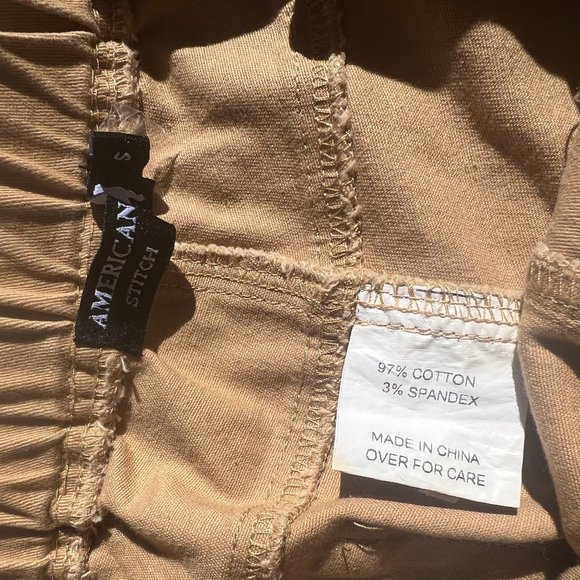 S
AMERICAN
STITCH
97% COTTON
3% SPANDEX
MADE IN CHINA
OVER FOR CARE